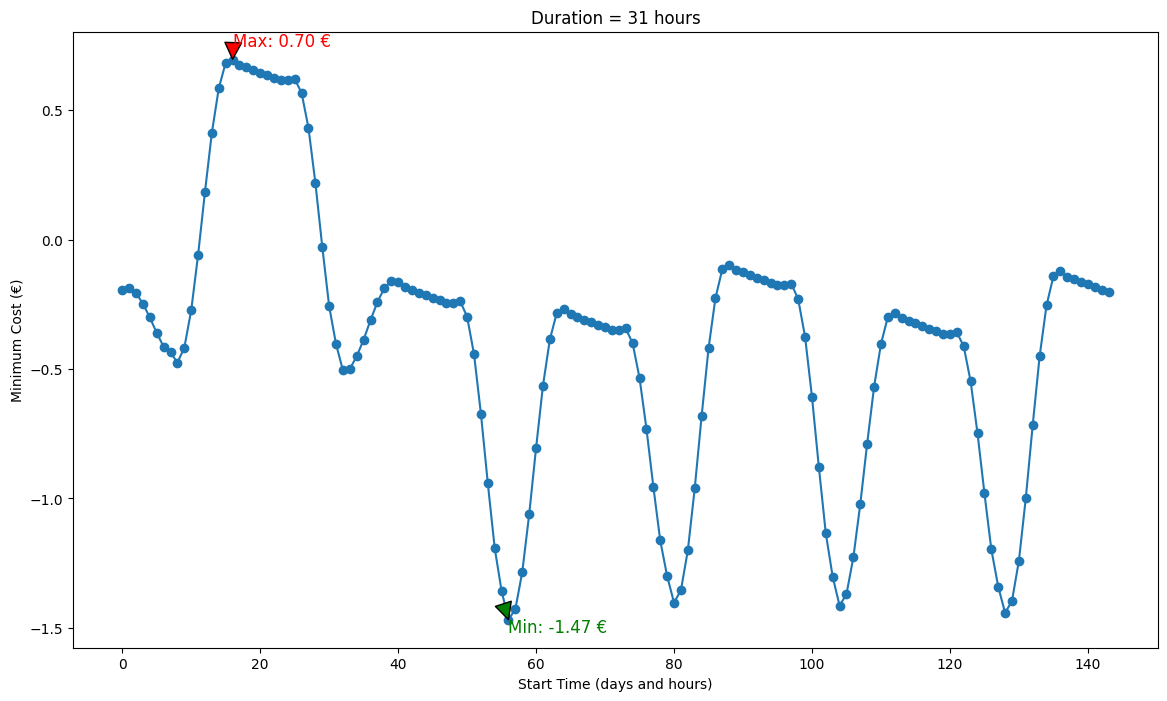 Duration = 31 hours
Max: 0.70 €
0.5
0.0
−0.5
−1.0
−1.5
Minimum Cost (€)
Min: -1.47 €
0 20 40 60 80 100 120 140
Start Time (days and hours)